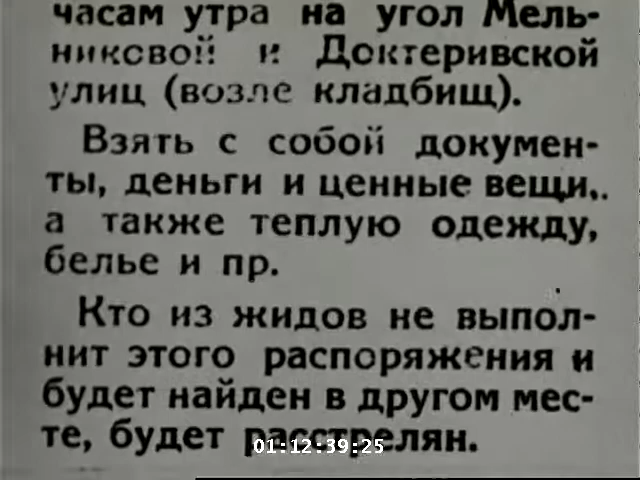 часам утра на угол Мель-
никовой и Доктеривской
улиц (возле кладбищ).
Взять с собой докумен-
ты, деньги и ценные вещи,
а также теплую одежду,
белье и пр.
Кто из жидов не выпол-
нит этого распоряжения и
будет найден в другом мес-
те, будет расстрелян.
01:12:39:25